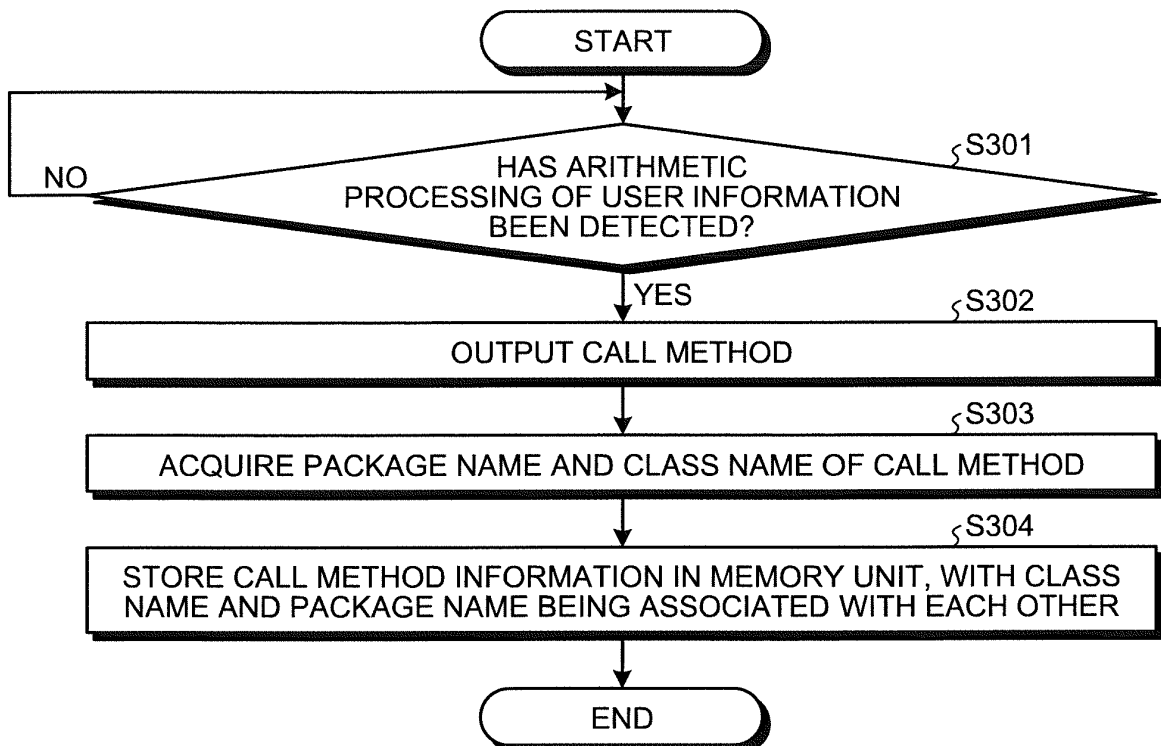 START
S301
HAS ARITHMETIC
PROCESSING OF USER INFORMATION
BEEN DETECTED?
NO
YES
S302
OUTPUT CALL METHOD
S303
ACQUIRE PACKAGE NAME AND CLASS NAME OF CALL METHOD
S304
STORE CALL METHOD INFORMATION IN MEMORY UNIT, WITH CLASS
NAME AND PACKAGE NAME BEING ASSOCIATED WITH EACH OTHER
END